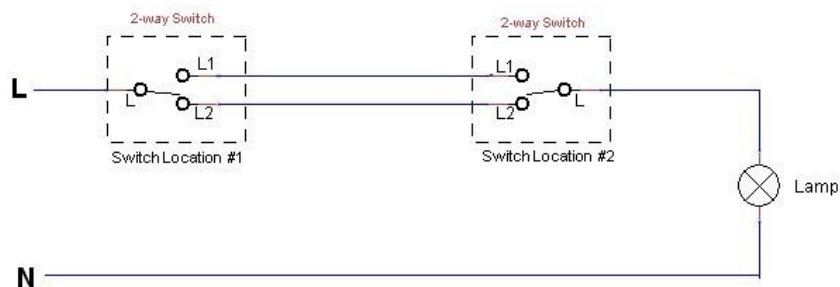 2-way Switch
2-way Switch
L1
L1
L
L
L
L2
L2
Switch Location #1
Switch Location #2
Lamp
N